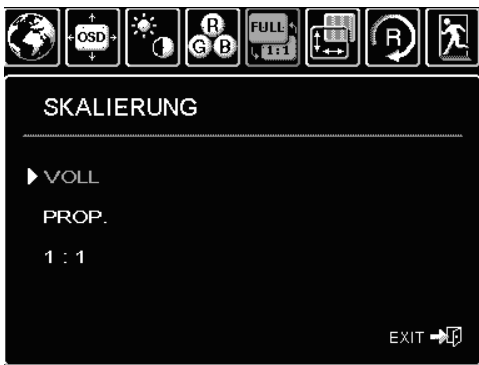 OSD
R
G B
FULL
1:1
R
SKALIERUNG
VOLL
PROP.
1 : 1
EXIT